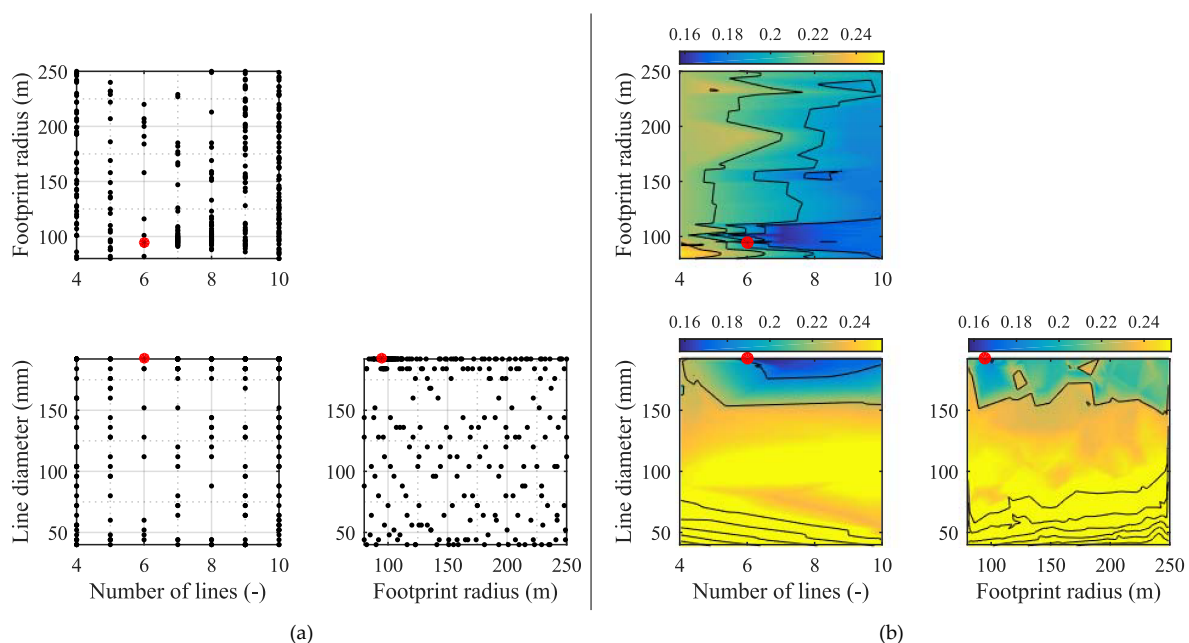 0.16 0.18 0.2 0.22 0.24
250
200
150
100
Footprint radius (m)
4 6 8 10
250
200
150
100
Footprint radius (m)
4 6 8 10
0.16 0.18 0.2 0.22 0.24
0.16 0.18 0.2 0.22 0.24
150
100
50
Line diameter (mm)
4 6 8 10
Number of lines (-)
100 150 200 250
Footprint radius (m)
150
100
50
Line diameter (mm)
4 6 8 10
Number of lines (-)
100 150 200 250
Footprint radius (m)
150
100
50
150
100
50
(a)
(b)